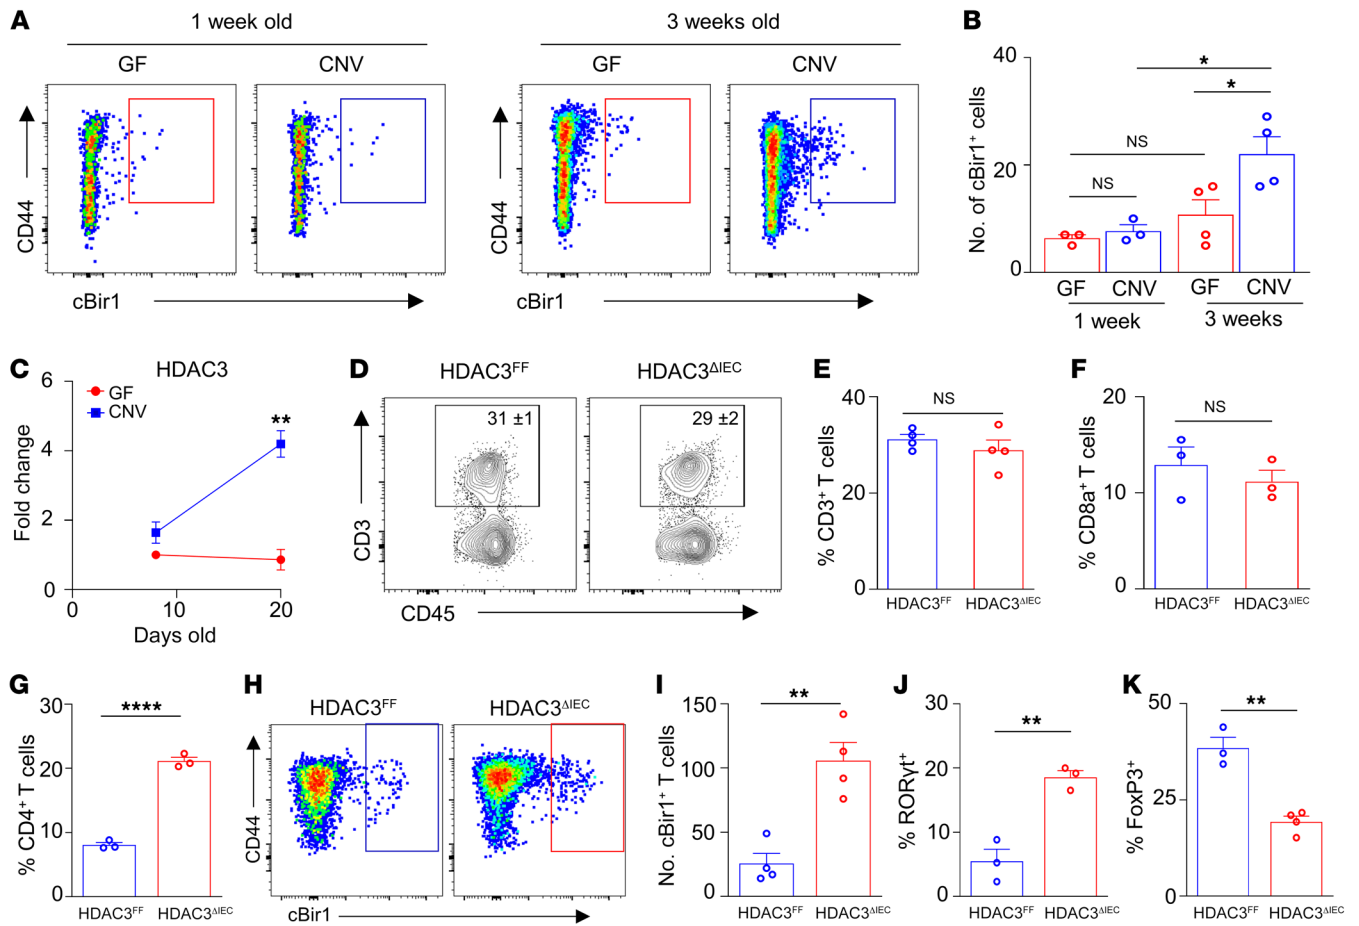 A
1 week old
3 weeks old
GF
CNV
GF
CNV
CD44
CD44
cBir1
cBir1
B
No. of cBir1⁺ cells
40
20
0
NS
NS
*
*
GF
CNV
GF
CNV
1 week
3 weeks
C
HDAC3
GF
CNV
Fold change
6
4
2
0
**
0
10
20
Days old
D
HDAC3ᶠᶠ
HDAC3ΔIEC
31 ±1
29 ±2
CD3
CD45
E
% CD3⁺ T cells
40
20
0
NS
HDAC3FF
HDAC3ΔIEC
F
% CD8a⁺ T cells
20
10
0
NS
HDAC3FF
HDAC3ΔIEC
G
% CD4⁺ T cells
30
20
10
0
****
HDAC3FF
HDAC3ΔIEC
H
HDAC3FF
HDAC3ΔIEC
CD44
cBir1
I
No. cBir1⁺ T cells
150
100
50
0
**
HDAC3FF
HDAC3ΔIEC
J
% RORγt⁺
30
20
10
0
**
HDAC3FF
HDAC3ΔIEC
K
% FoxP3⁺
50
25
0
**
HDAC3FF
HDAC3ΔIEC